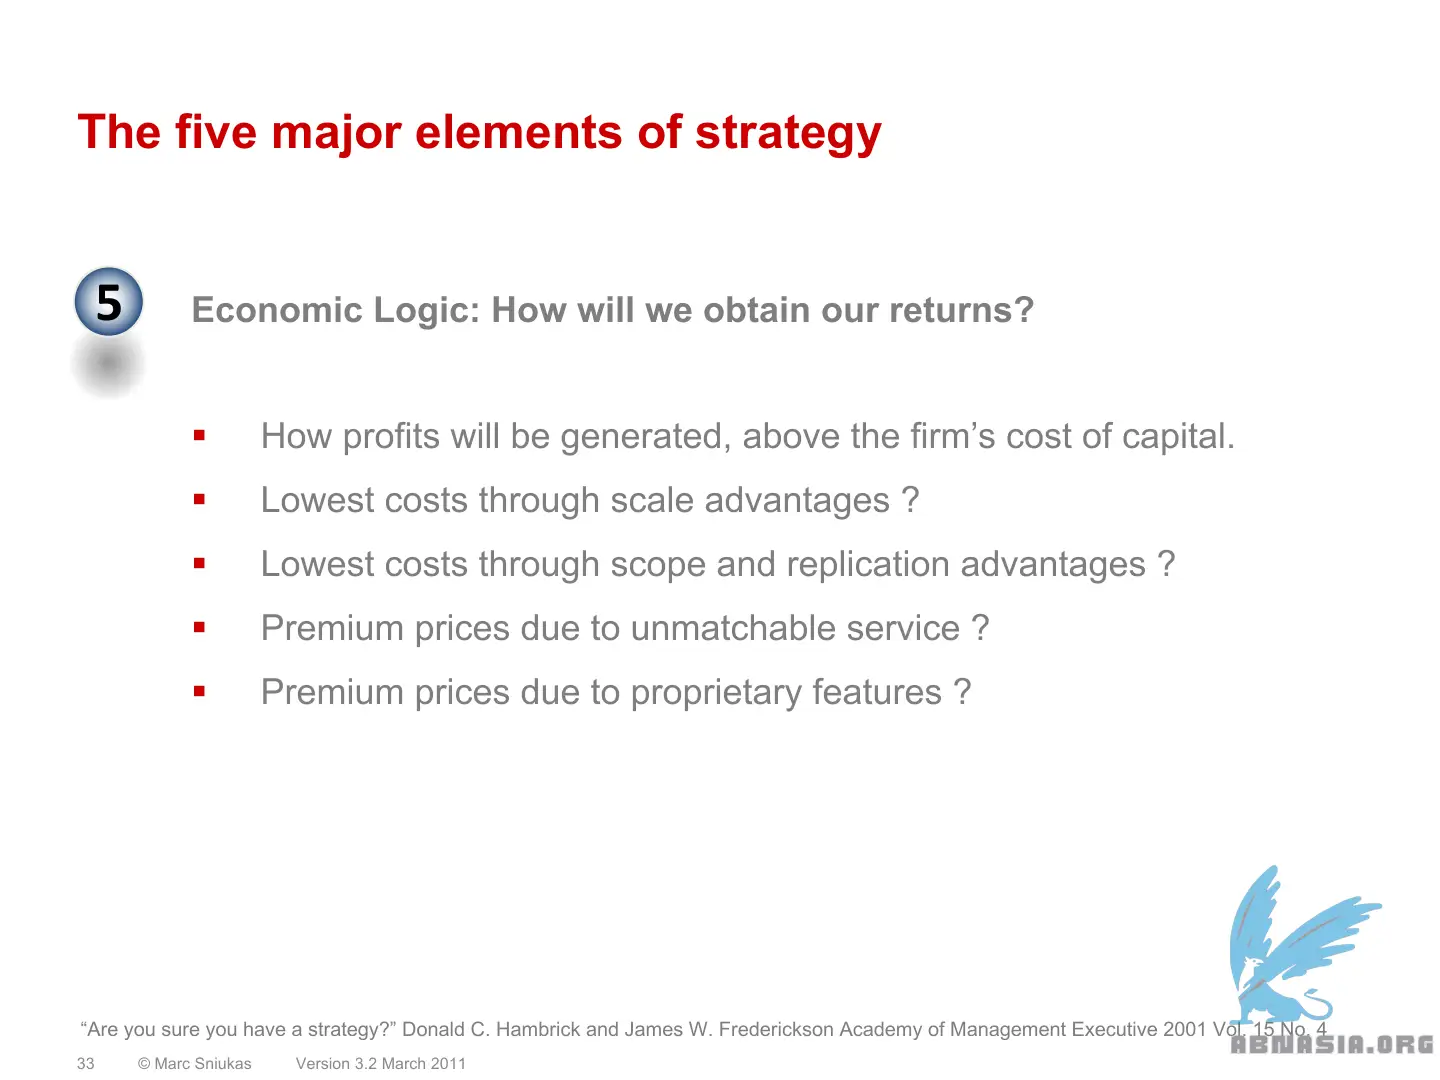 The five major elements of strategy
5
Economic Logic: How will we obtain our returns?
▪ How profits will be generated, above the firm’s cost of capital.
▪ Lowest costs through scale advantages ?
▪ Lowest costs through scope and replication advantages ?
▪ Premium prices due to unmatchable service ?
▪ Premium prices due to proprietary features ?
“Are you sure you have a strategy?” Donald C. Hambrick and James W. Frederickson Academy of Management Executive 2001 Vol. 15 No. 4
ABNASIA.ORG
33 © Marc Sniukas Version 3.2 March 2011